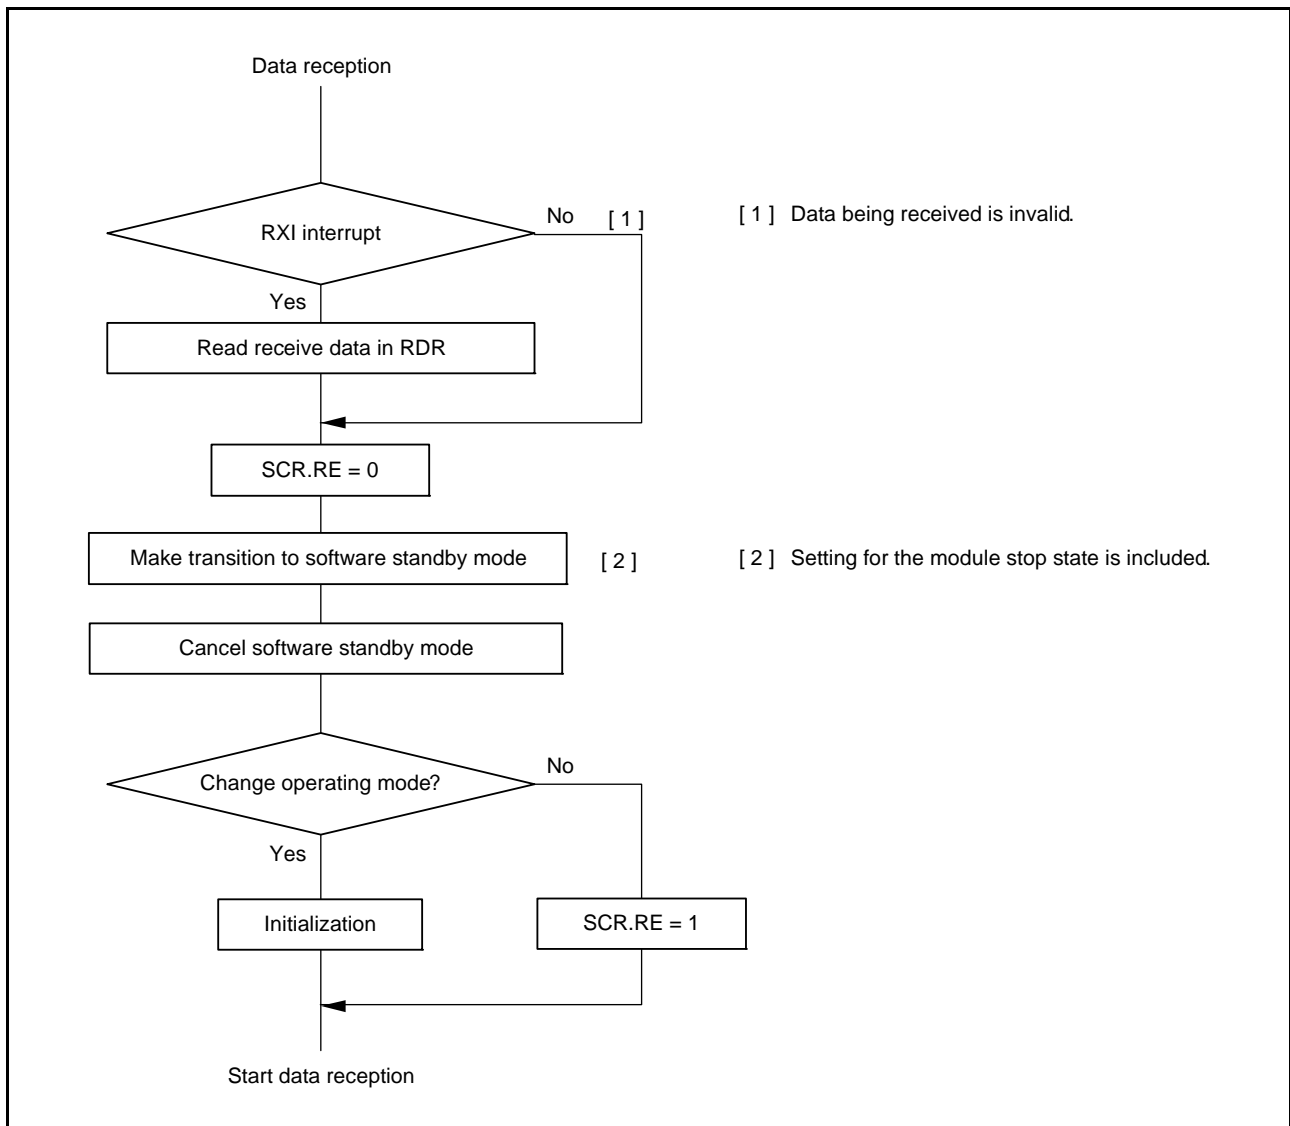 Data reception
No [ 1 ] [ 1 ] Data being received is invalid.
RXI interrupt
Yes
Read receive data in RDR
SCR.RE = 0
Make transition to software standby mode [ 2 ] [ 2 ] Setting for the module stop state is included.
Cancel software standby mode
No
Change operating mode?
Yes
Initialization SCR.RE = 1
Start data reception